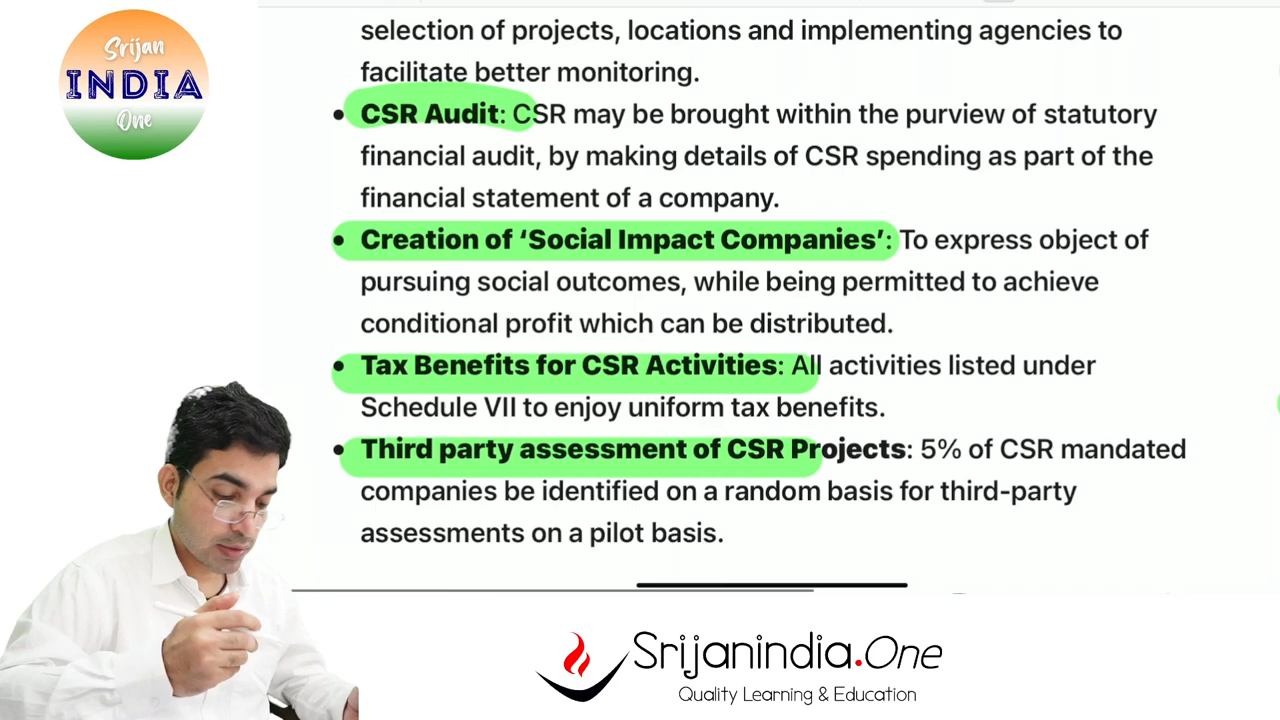 Srijan
INDIA
One
selection of projects, locations and implementing agencies to
facilitate better monitoring.
• CSR Audit: CSR may be brought within the purview of statutory
financial audit, by making details of CSR spending as part of the
financial statement of a company.
• Creation of ‘Social Impact Companies’: To express object of
pursuing social outcomes, while being permitted to achieve
conditional profit which can be distributed.
• Tax Benefits for CSR Activities: All activities listed under
Schedule VII to enjoy uniform tax benefits.
• Third party assessment of CSR Projects: 5% of CSR mandated
companies be identified on a random basis for third-party
assessments on a pilot basis.
Srijanindia.One
Quality Learning & Education